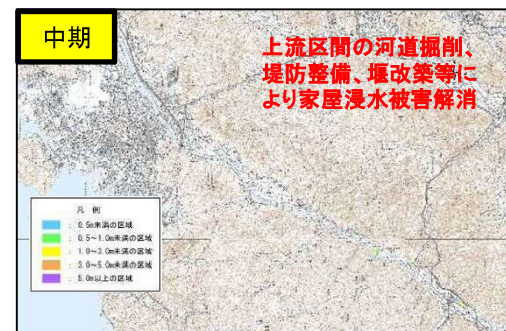 中期
上流区間の河道掘削、
堤防整備、堰改築等に
より家屋浸水被害解消
凡 例
: 0.5m未満の区域
: 0.5~1.0m未満の区域
: 1.0~3.0m未満の区域
: 3.0~5.0m未満の区域
: 5.0m以上の区域